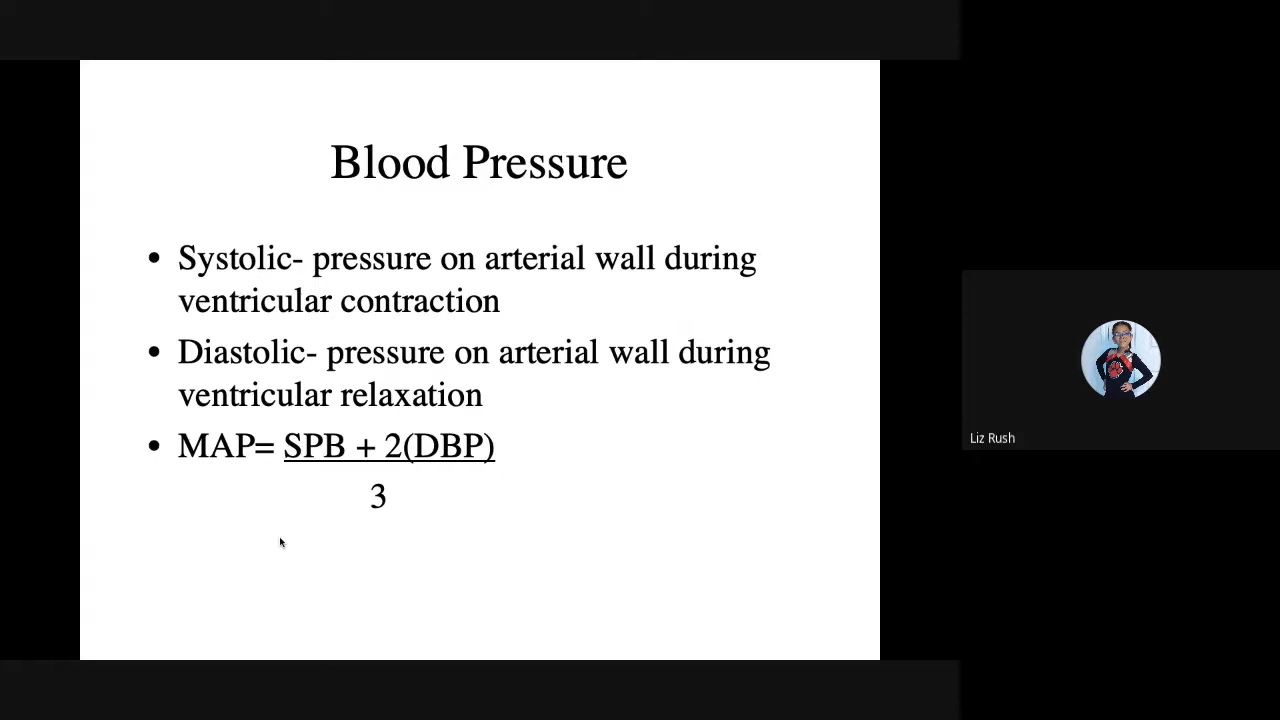 Blood Pressure
• Systolic- pressure on arterial wall during
ventricular contraction
• Diastolic- pressure on arterial wall during
ventricular relaxation
• MAP= SPB + 2(DBP)
3
Liz Rush